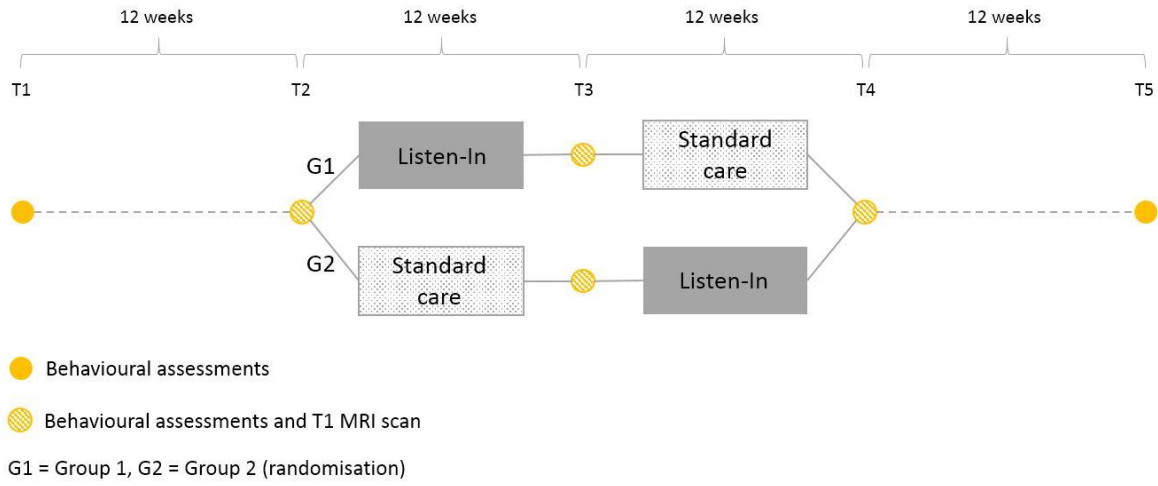 12 weeks 12 weeks 12 weeks 12 weeks
T1 T2 T3 T4 T5
G1 Listen-In Standard
care
G2 Standard
care Listen-In
Behavioural assessments
Behavioural assessments and T1 MRI scan
G1 = Group 1, G2 = Group 2 (randomisation)